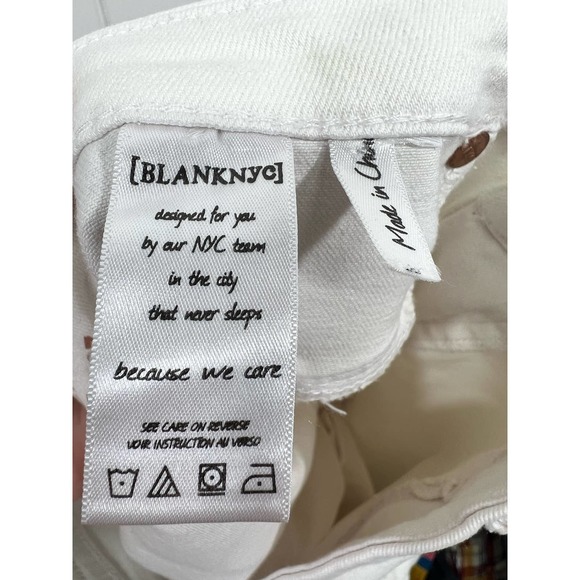 [BLANKNYC]
designed for you
by our NYC team
in the city
that never sleeps
because we care
SEE CARE ON REVERSE
VOIR INSTRUCTION AU VERSO
Made in China